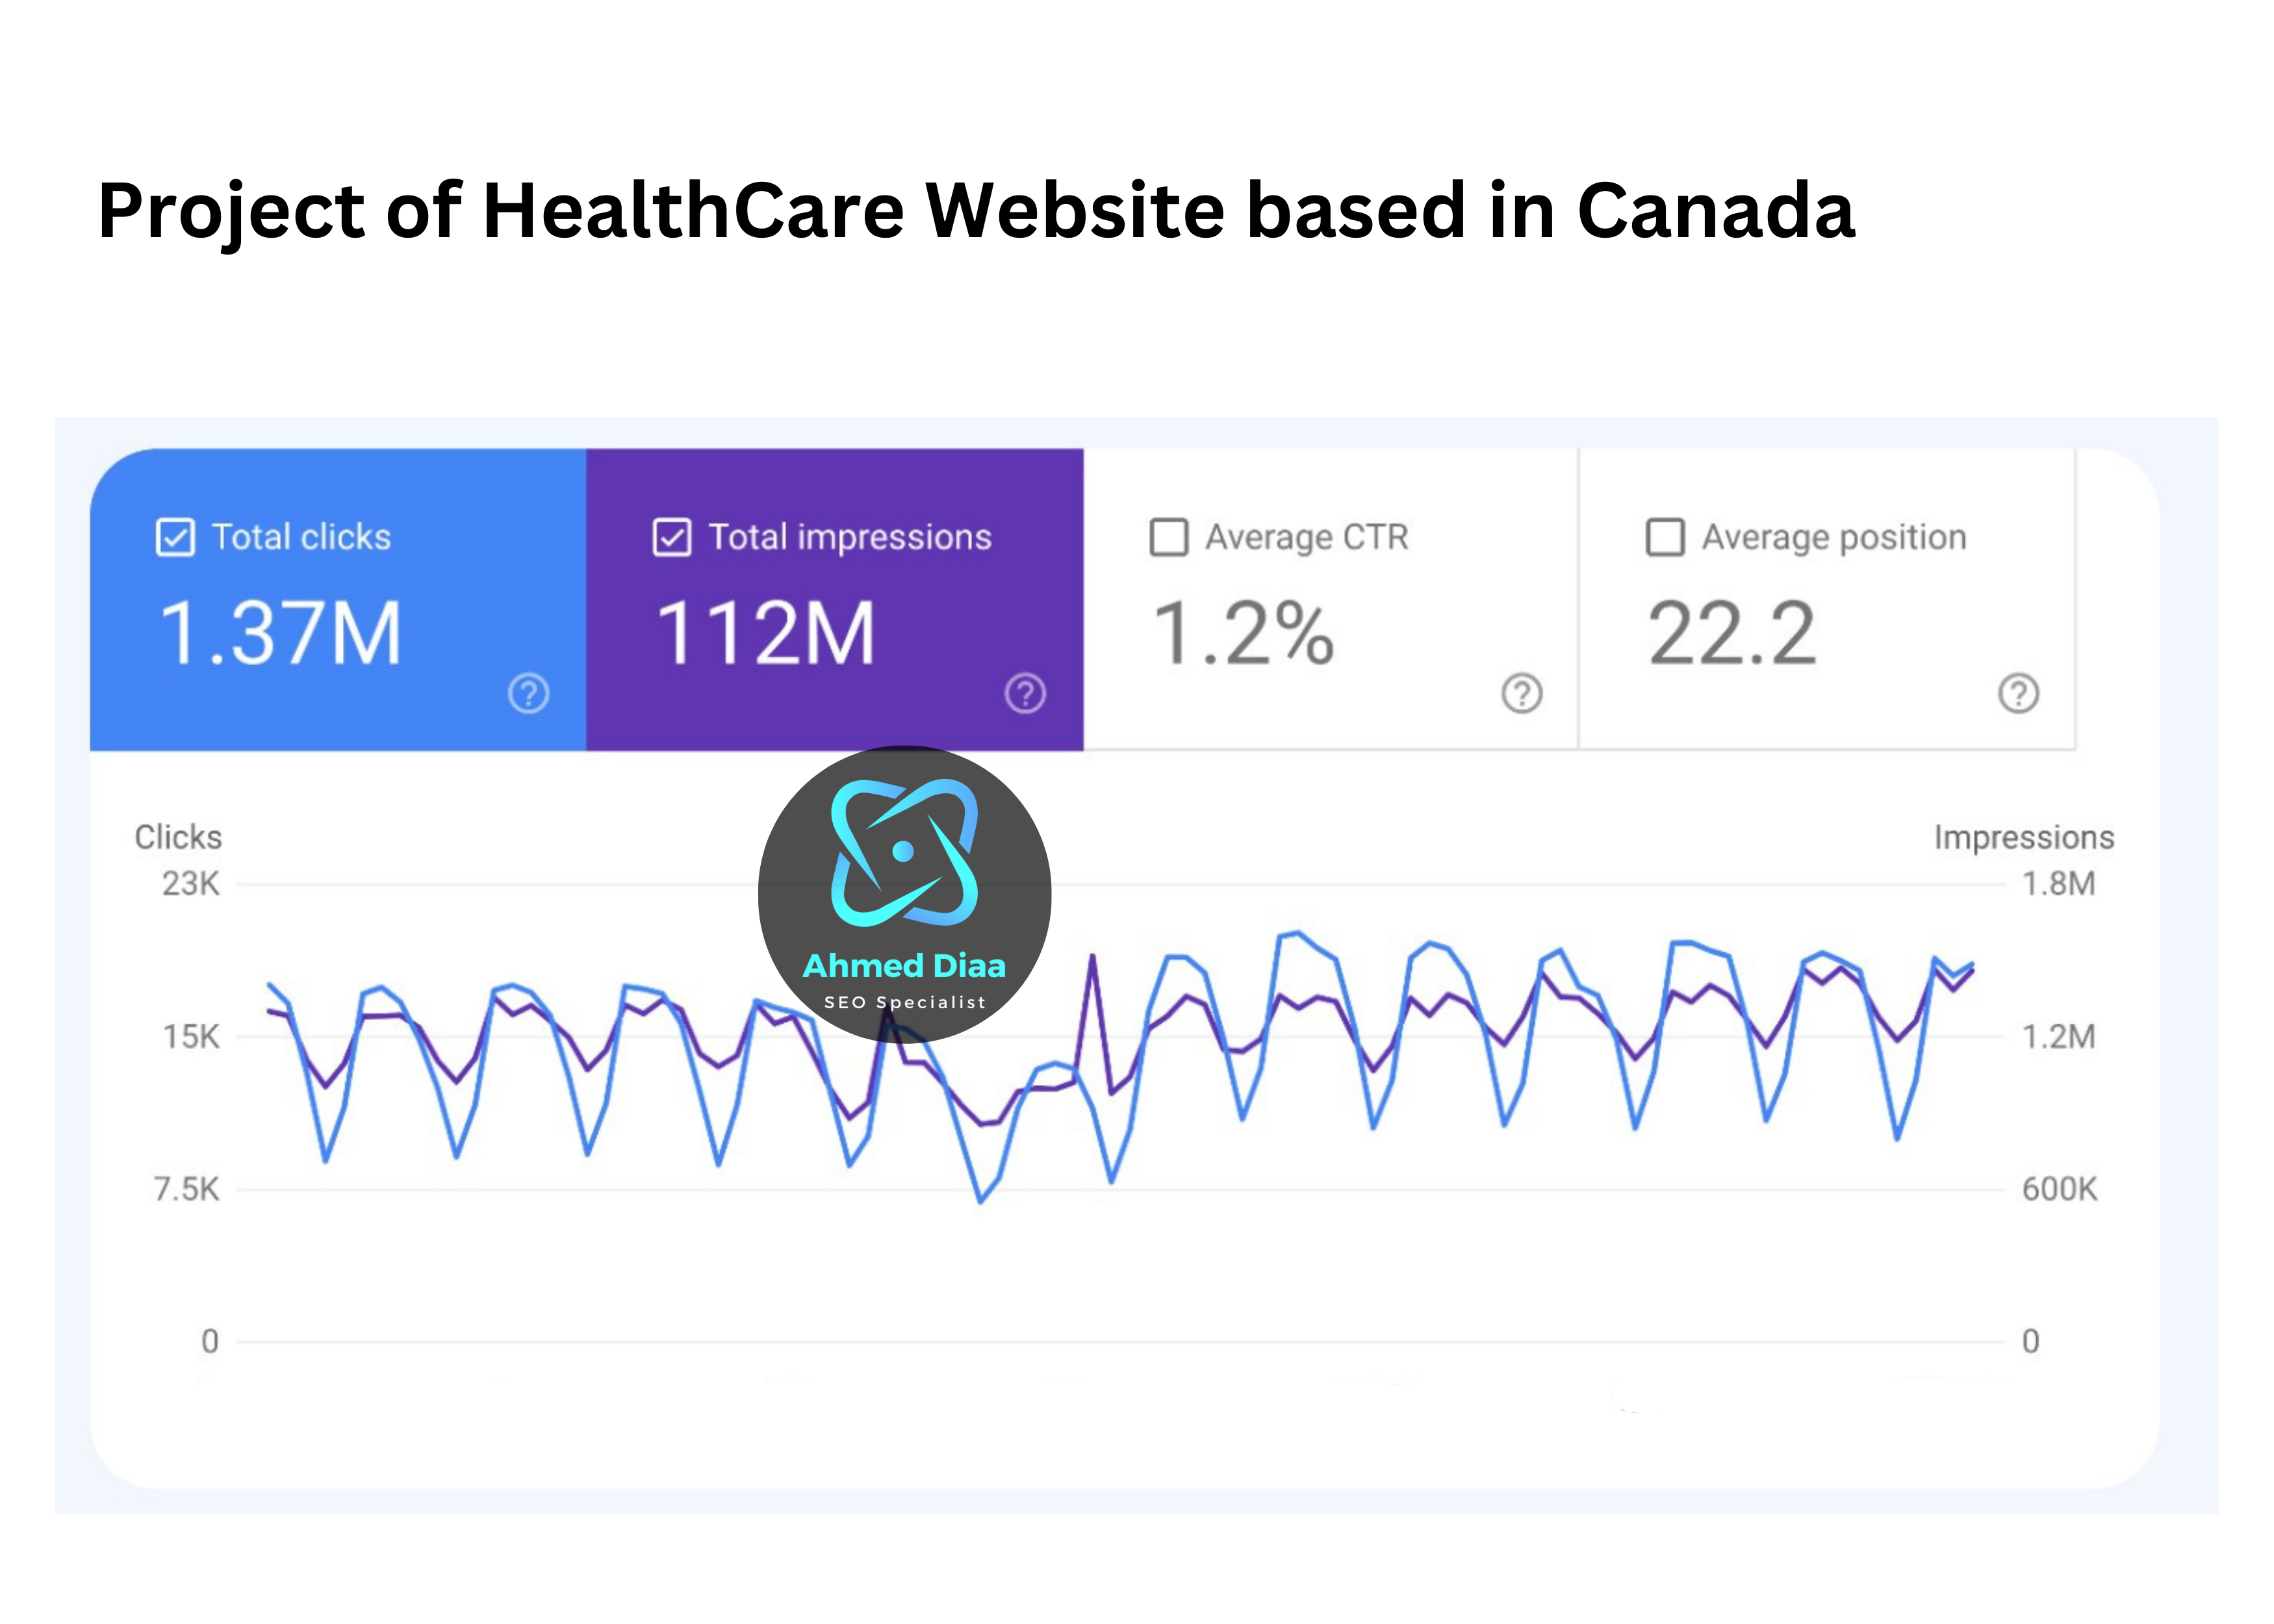 Project of HealthCare Website based in Canada
Total clicks
1.37M
Total impressions
112M
Average CTR
1.2%
Average position
22.2
Ahmed Diaa
SEO Specialist
Clicks
Impressions
23K
1.8M
15K
1.2M
7.5K
600K
0
0